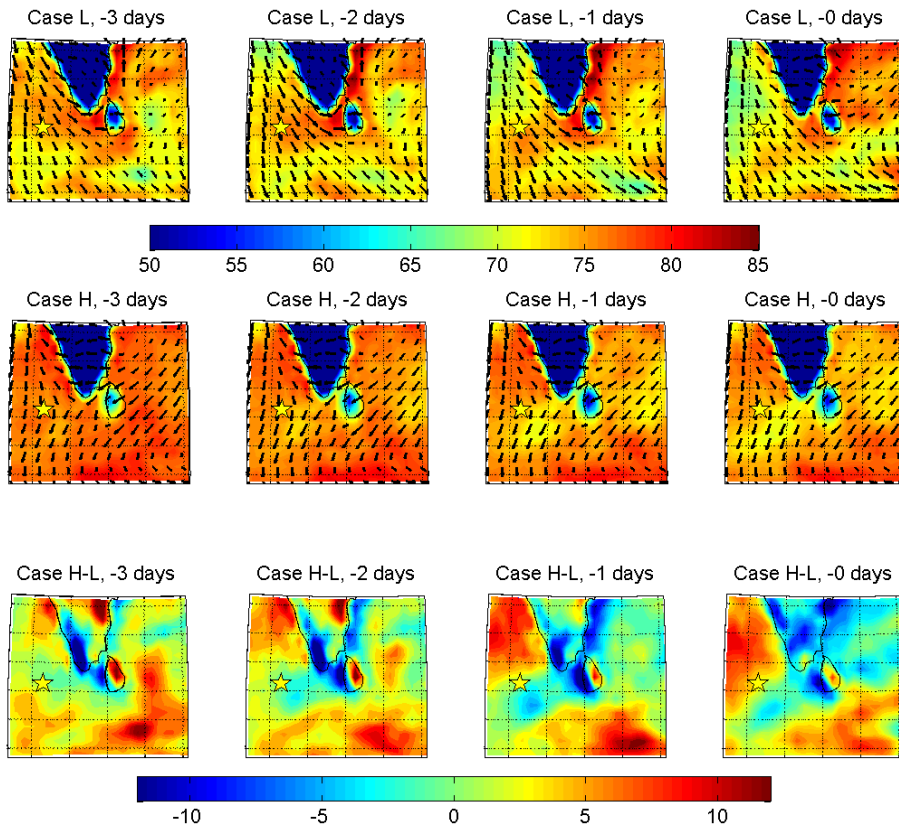 Case L, -3 days Case L, -2 days Case L, -1 days Case L, -0 days
50 55 60 65 70 75 80 85
Case H, -3 days Case H, -2 days Case H, -1 days Case H, -0 days
Case H-L, -3 days Case H-L, -2 days Case H-L, -1 days Case H-L, -0 days
-10 -5 0 5 10